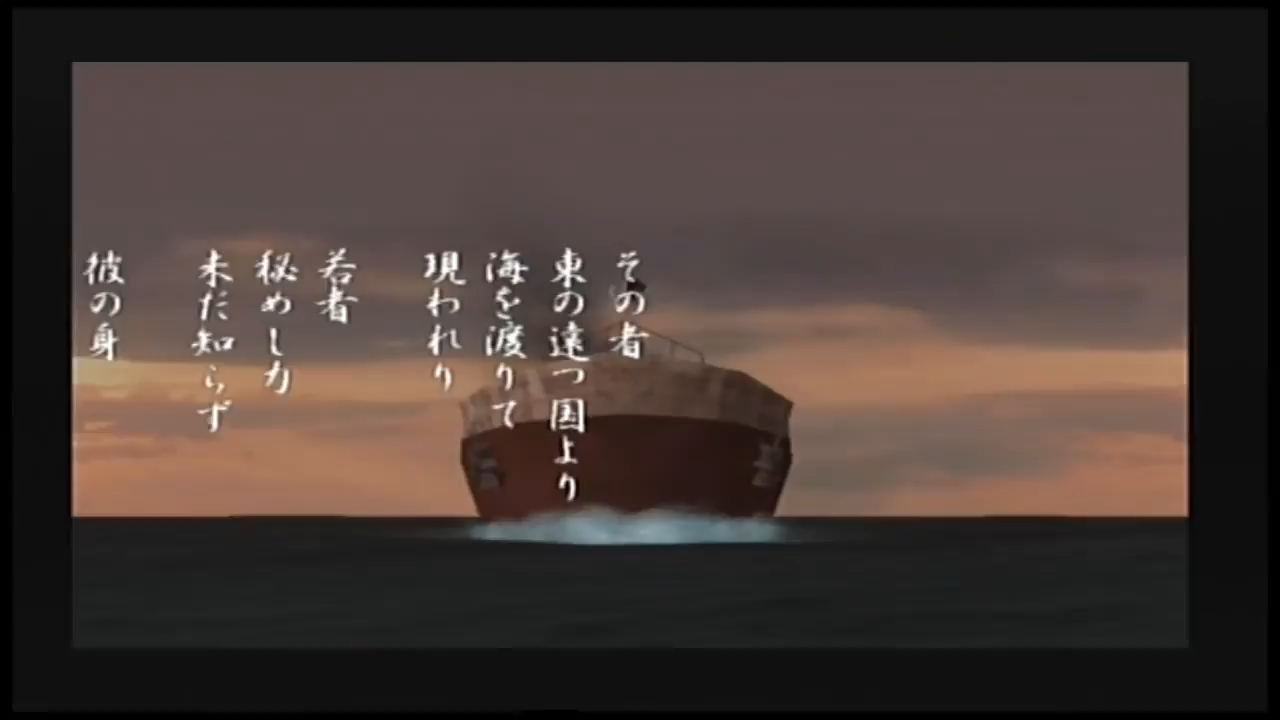 その者
東の遠つ国より
海を渡りて
現われり
若者
秘めし力
未だ知らず
彼の身